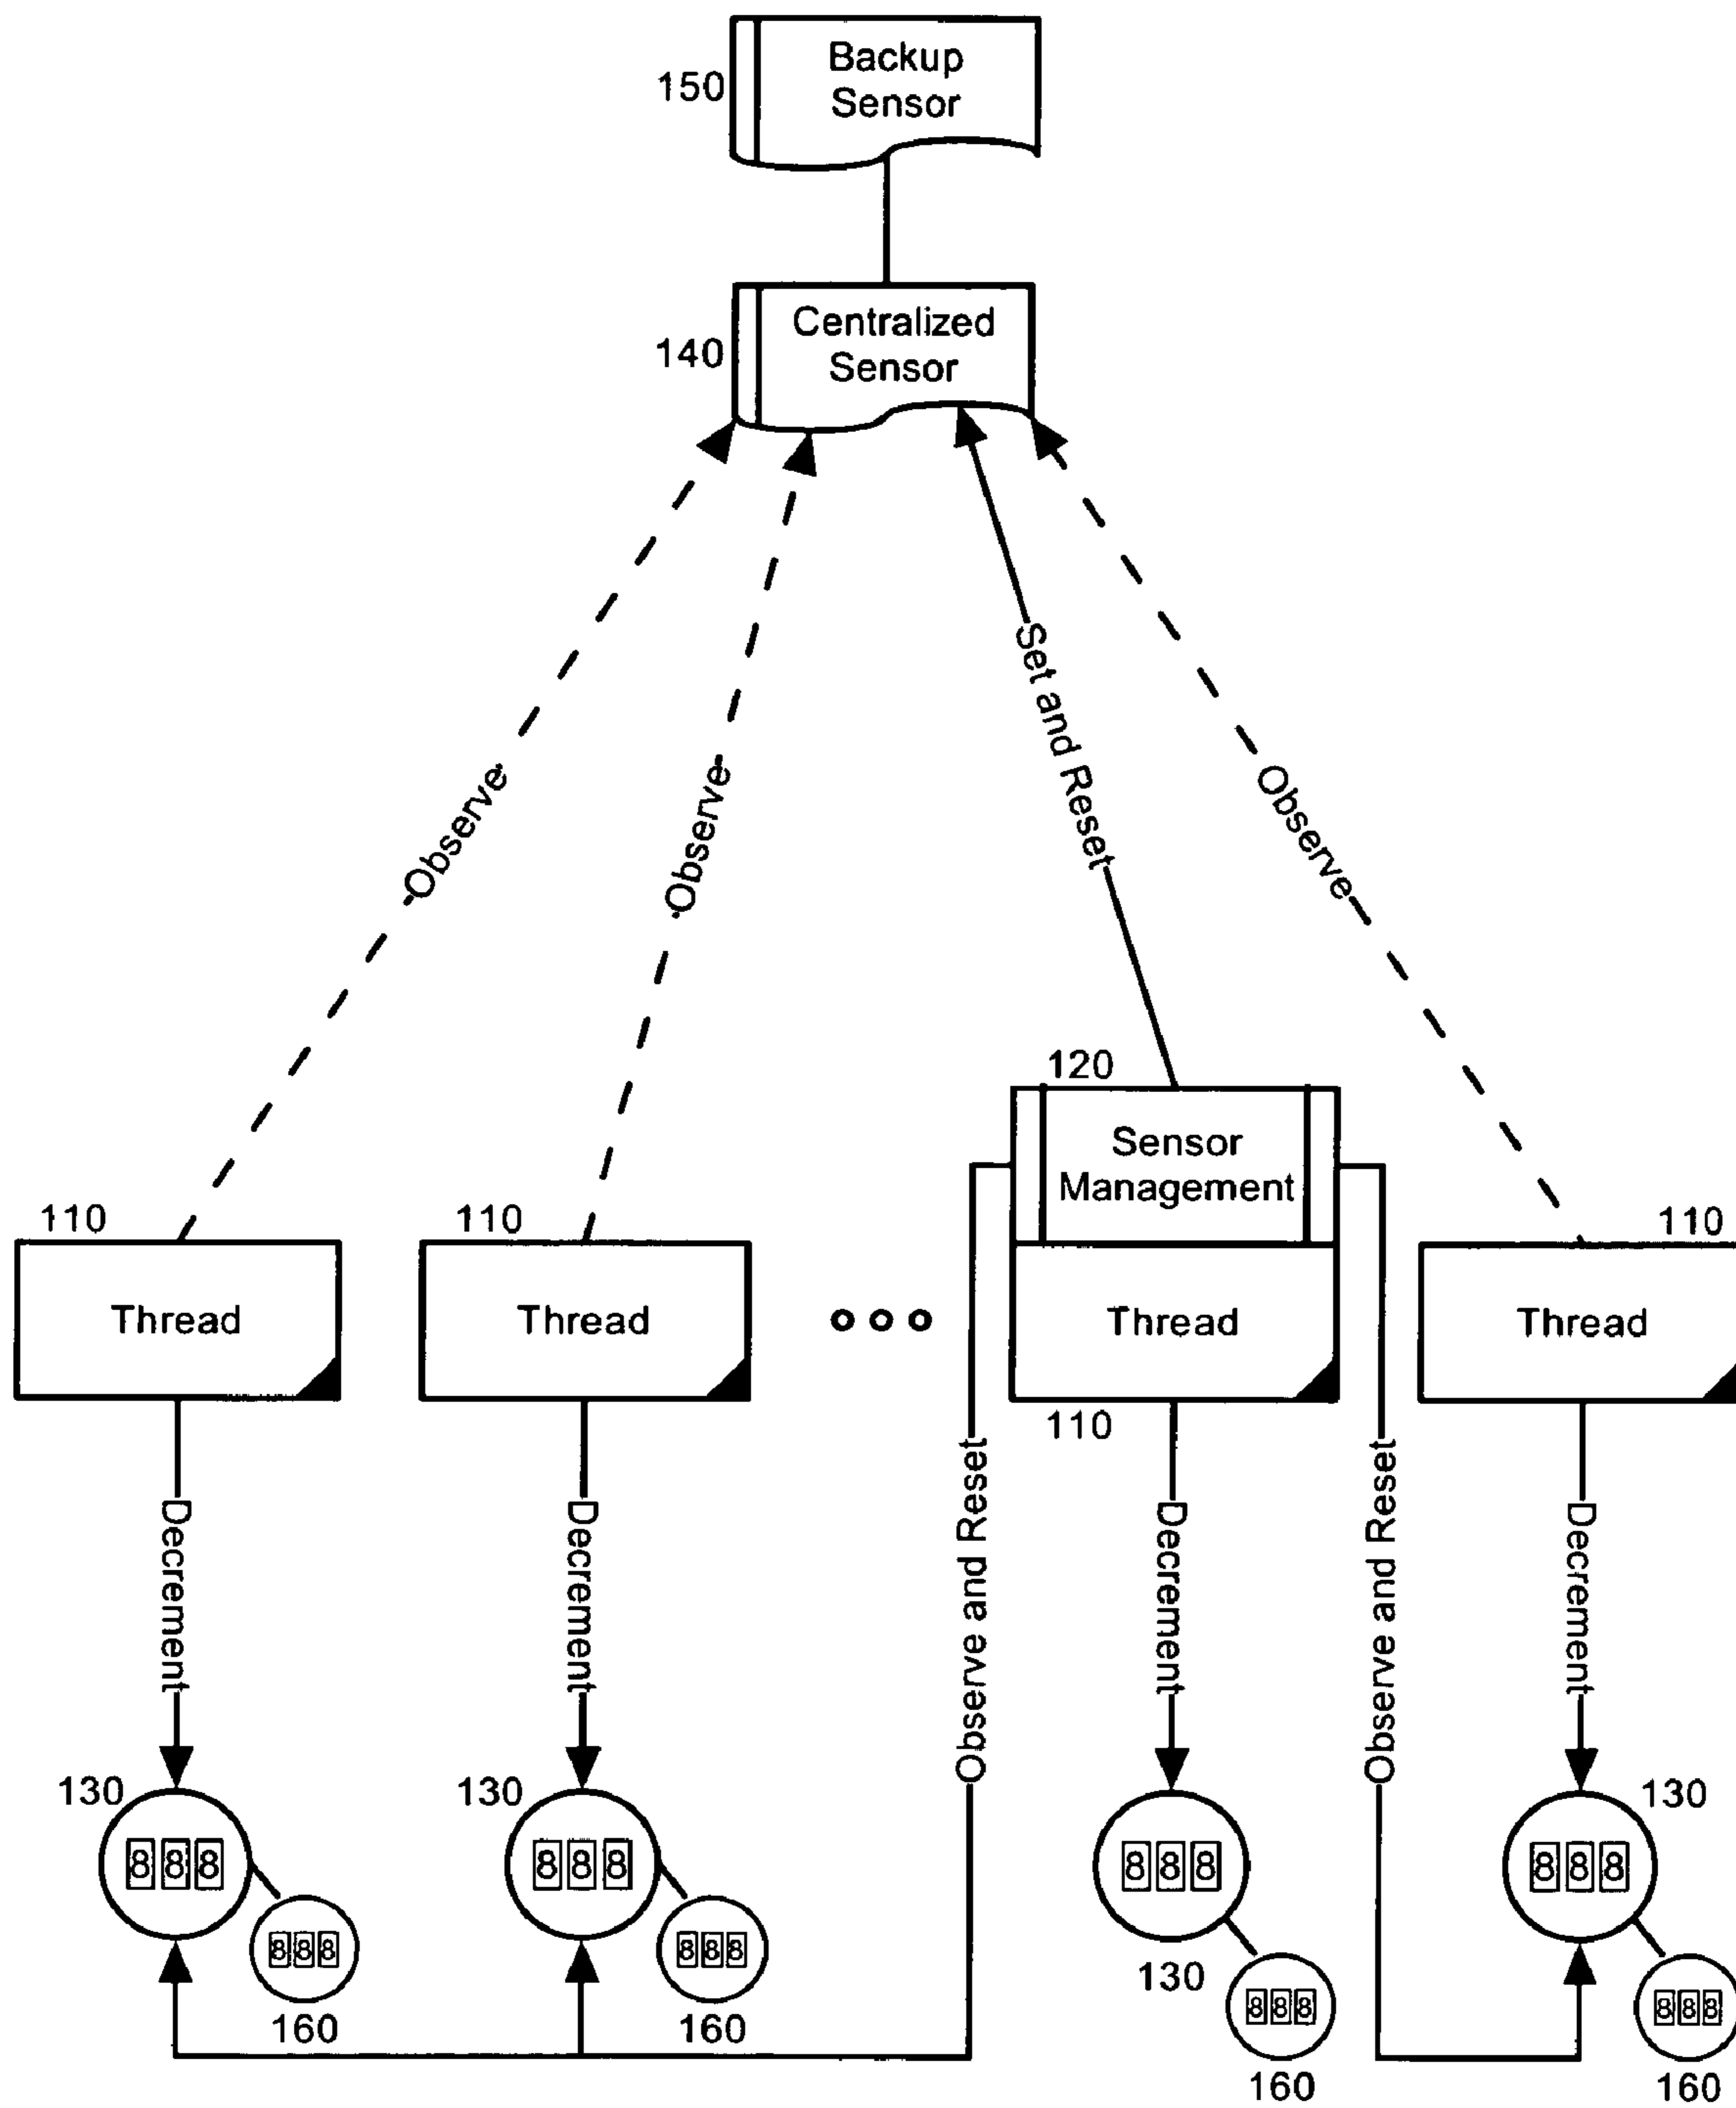 Backup
Sensor
150
Centralized
Sensor
140
Set and Reset
Observe
Observe
Observe
120
Sensor
Management
110
110
110
Thread
Thread
Thread
Thread
110
Decrement
Decrement
Observe and Reset
Decrement
Observe and Reset
Decrement
130
130
130
888
888
888
888
888
888
130
888
888
160
160
160
160